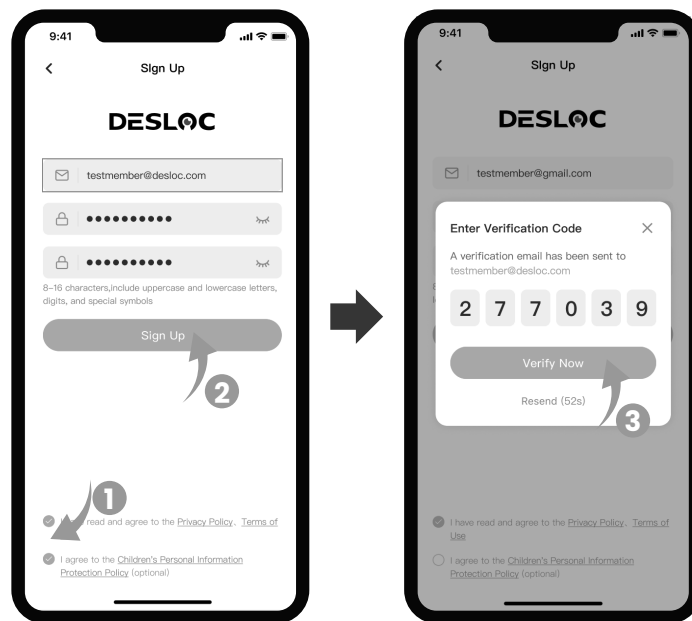 9:41
SIgn Up
DESLOC
testmember@desloc.com
8-16 characters,include uppercase and lowercase letters,
digits, and special symbols
Sign Up
2
1
read and agree to the Privacy Policy、Terms of
I agree to the Children's Personal Information
Protection Policy (optional)
9:41
SIgn Up
DESLOC
testmember@gmail.com
Enter Verification Code
A verification email has been sent to
testmember@desloc.com
2 7 7 0 3 9
Verify Now
Resend (52s)
3
I have read and agree to the Privacy Policy、Terms of
Use
I agree to the Children's Personal Information
Protection Policy (optional)